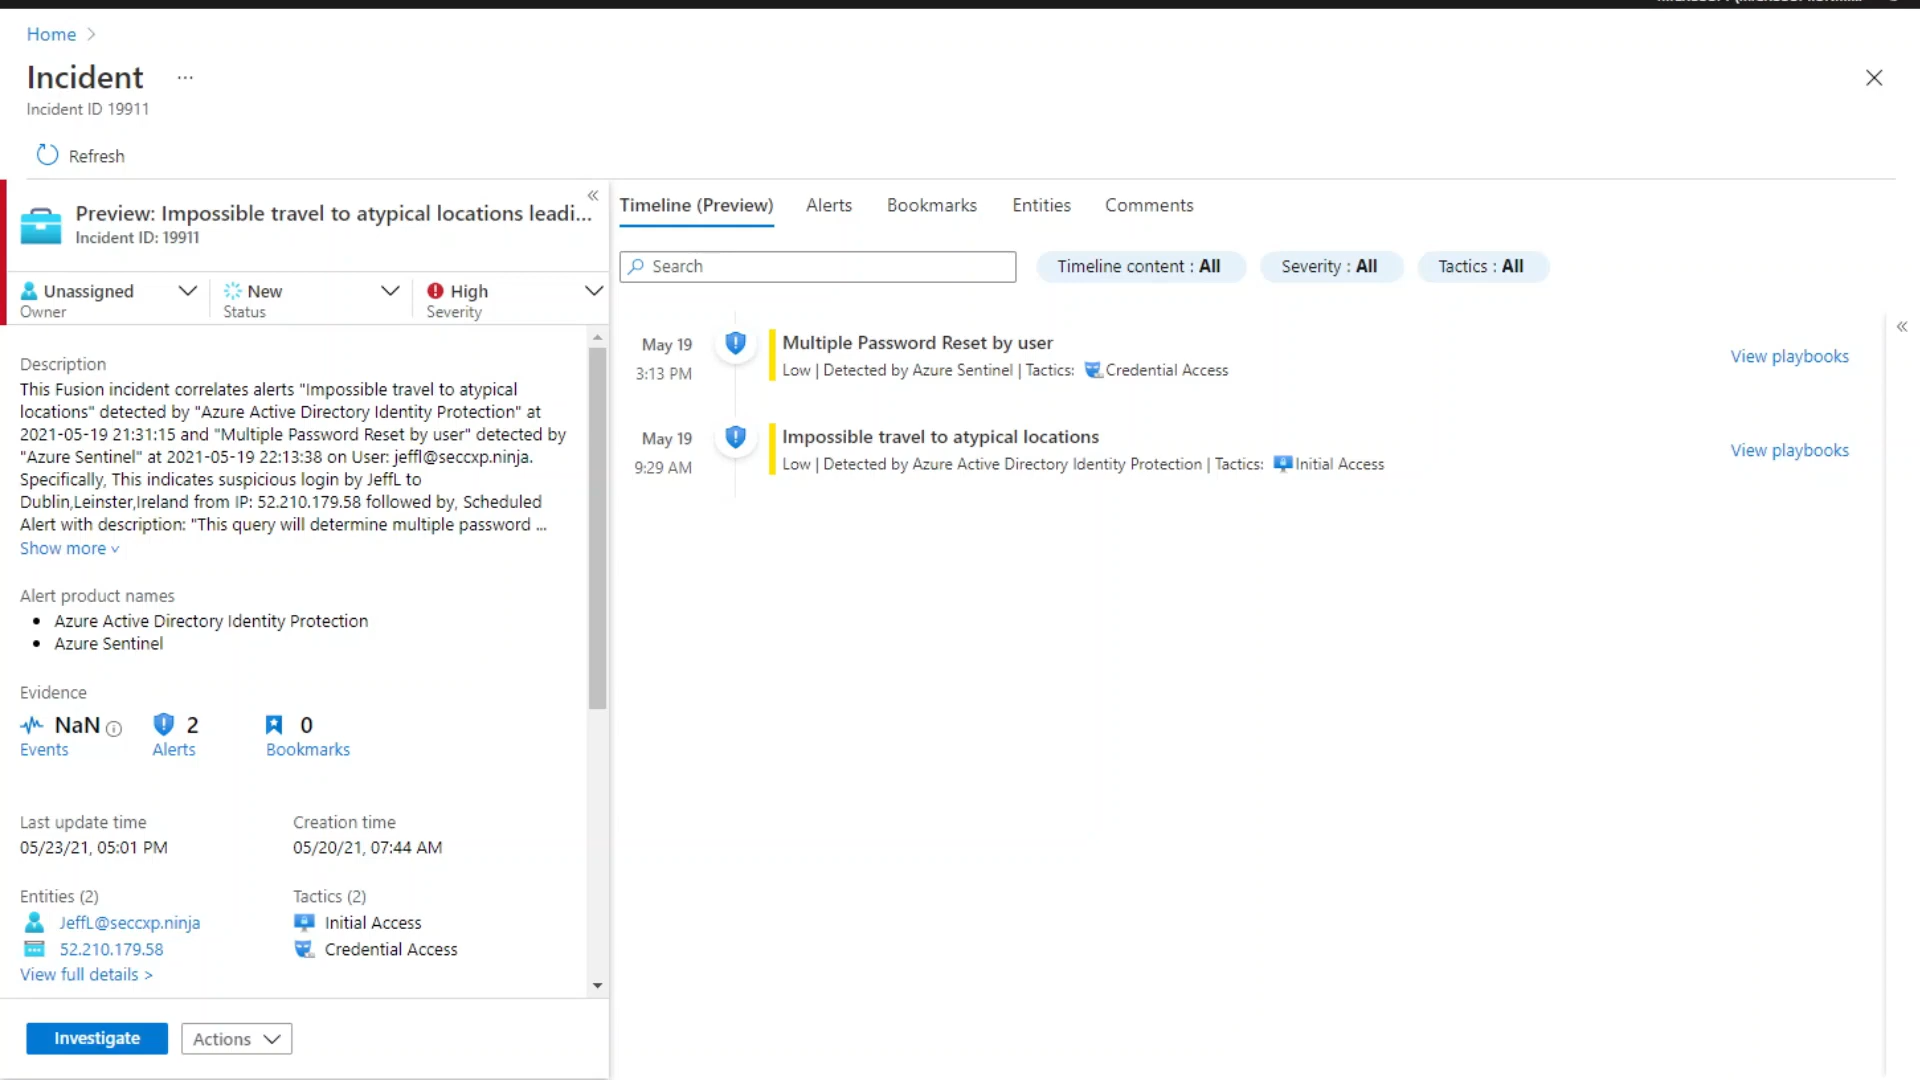 Home
Incident ...
Incident ID 19911
Refresh
Preview: Impossible travel to atypical locations leadi...
Incident ID: 19911
Unassigned
Owner
New
Status
High
Severity
Description
This Fusion incident correlates alerts "Impossible travel to atypical
locations" detected by "Azure Active Directory Identity Protection" at
2021-05-19 21:31:15 and "Multiple Password Reset by user" detected by
"Azure Sentinel" at 2021-05-19 22:13:38 on User: jeffl@seccxp.ninja.
Specifically, This indicates suspicious login by JeffL to
Dublin,Leinster,Ireland from IP: 52.210.179.58 followed by, Scheduled
Alert with description: "This query will determine multiple password ...
Show more
Alert product names
• Azure Active Directory Identity Protection
• Azure Sentinel
Evidence
NaN
Events
2
Alerts
0
Bookmarks
Last update time
05/23/21, 05:01 PM
Creation time
05/20/21, 07:44 AM
Entities (2)
JeffL@seccxp.ninja
52.210.179.58
View full details >
Tactics (2)
Initial Access
Credential Access
Investigate
Actions
Timeline (Preview) Alerts Bookmarks Entities Comments
Search
Timeline content : All
Severity : All
Tactics : All
May 19
3:13 PM
Multiple Password Reset by user
Low | Detected by Azure Sentinel | Tactics: Credential Access
View playbooks
May 19
9:29 AM
Impossible travel to atypical locations
Low | Detected by Azure Active Directory Identity Protection | Tactics: Initial Access
View playbooks